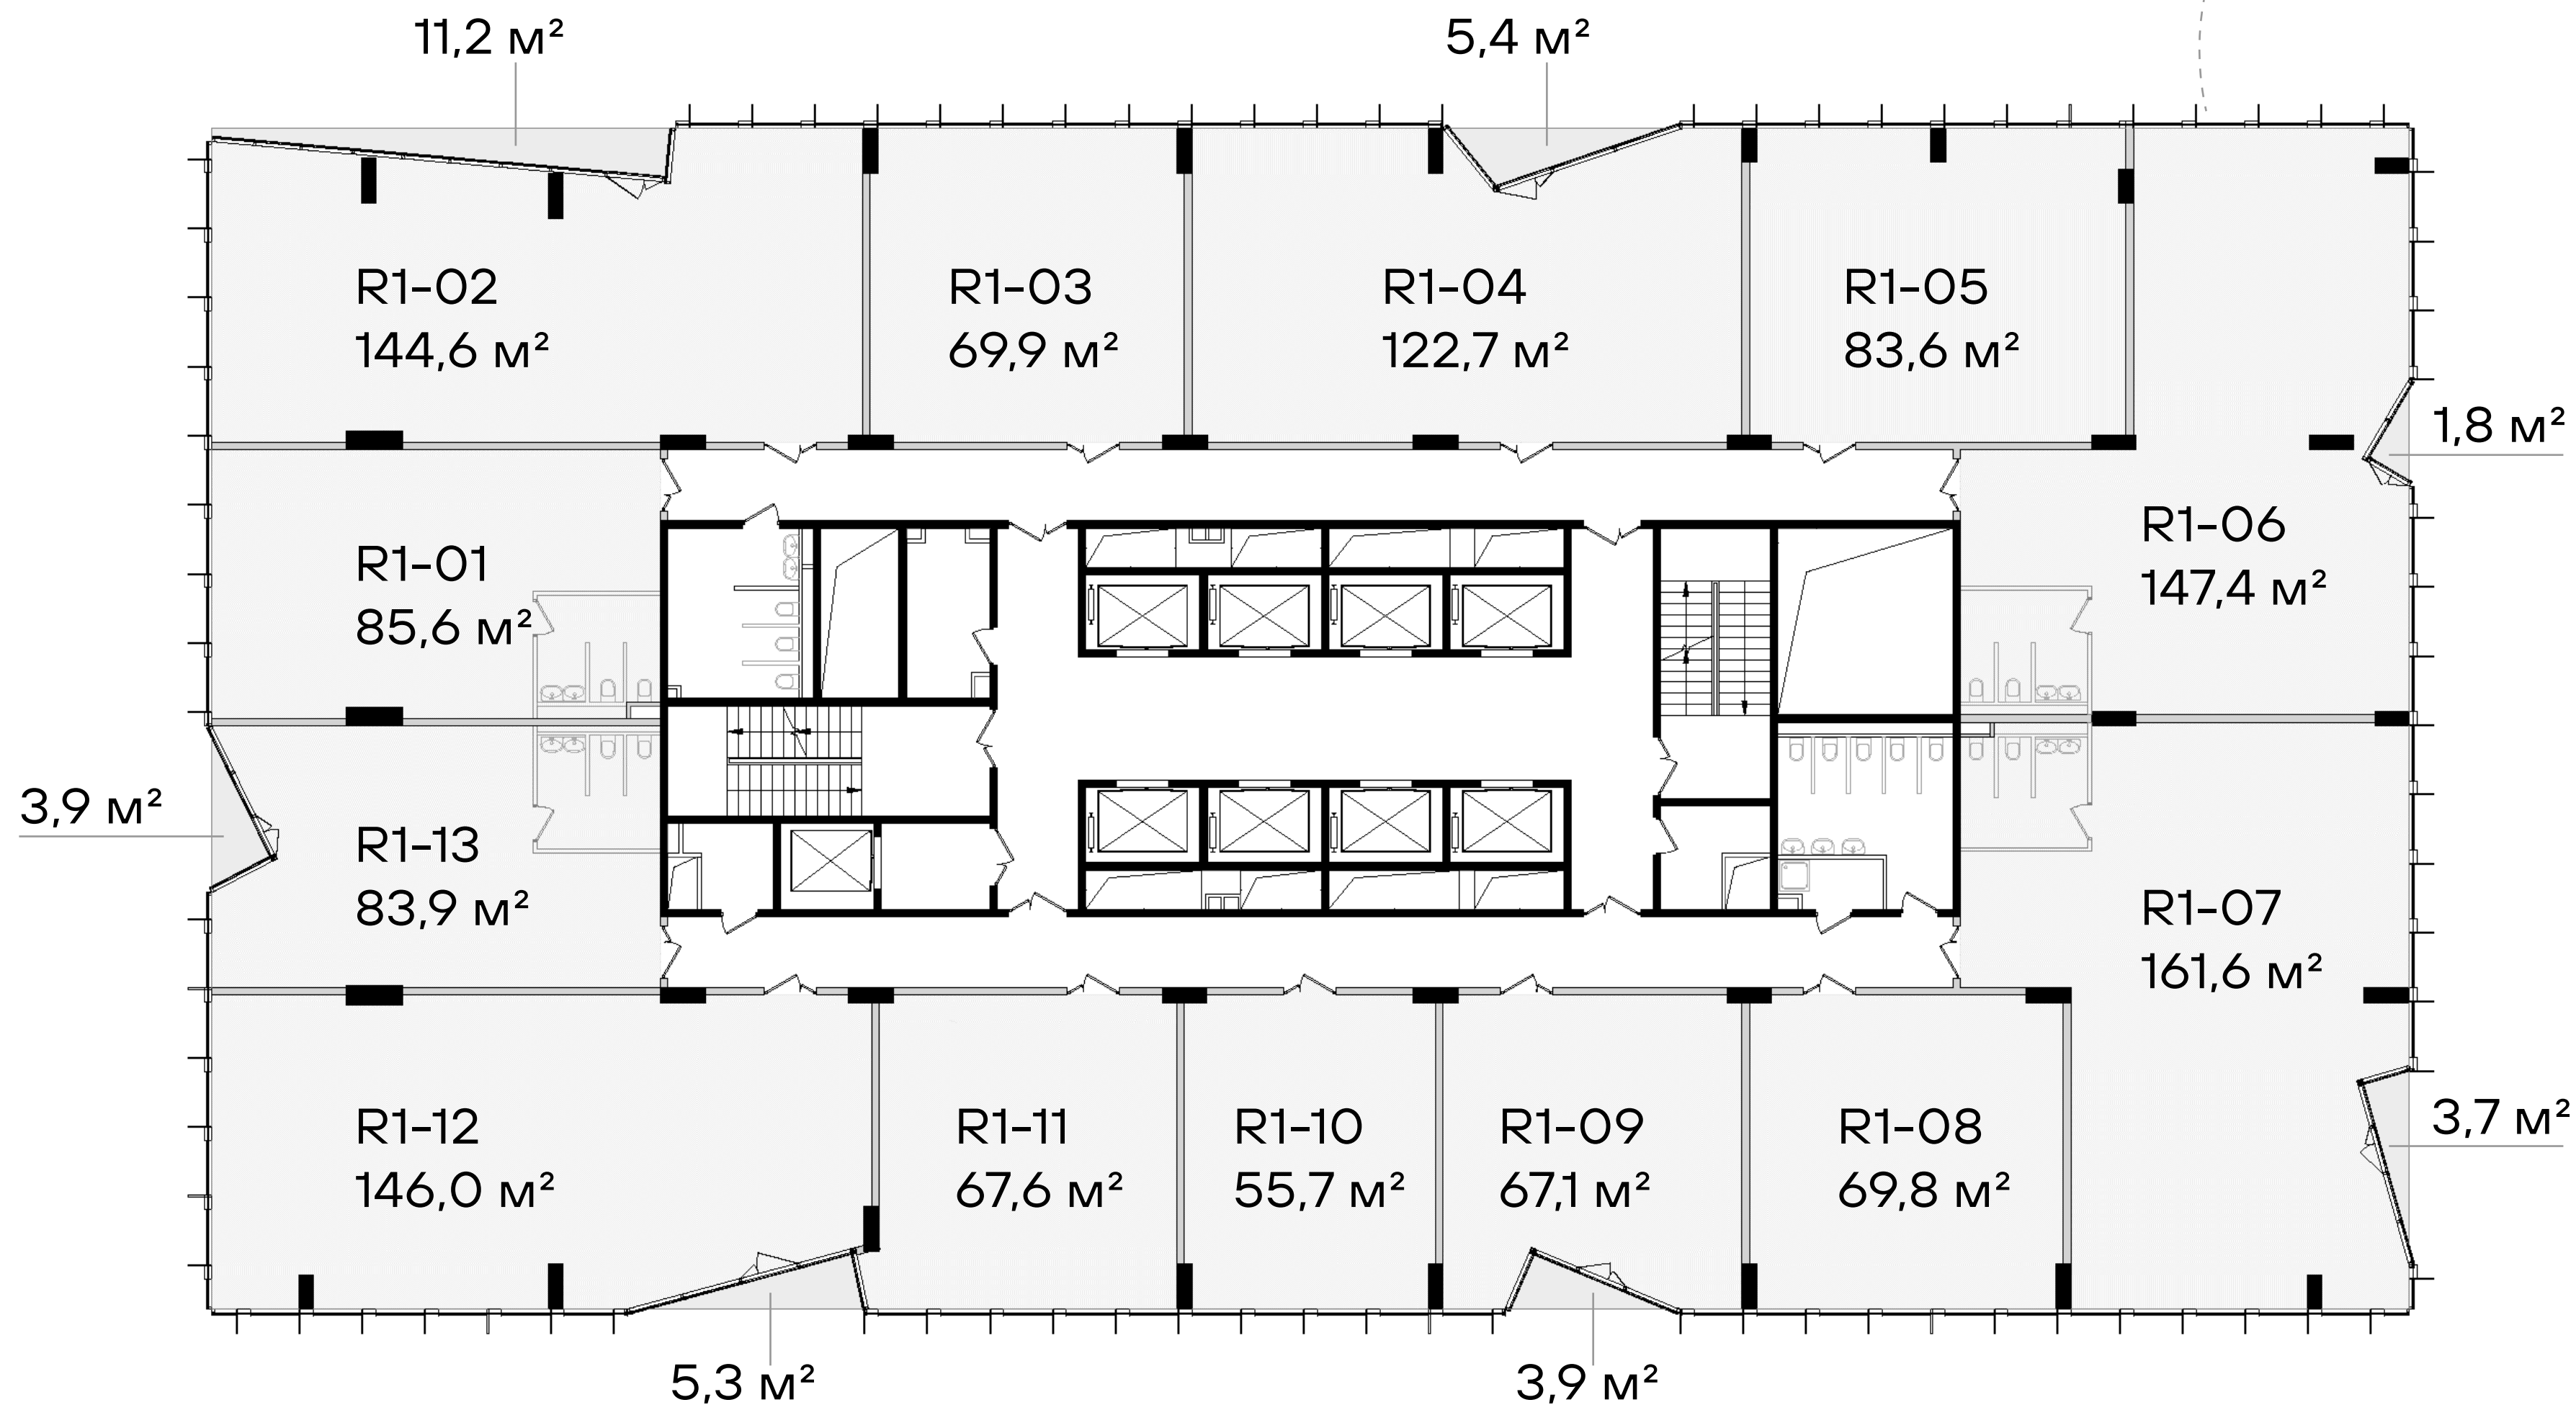 11,2 м²
5,4 м²
R1-02
144,6 м²
R1-03
69,9 м²
R1-04
122,7 м²
R1-05
83,6 м²
1,8 м²
R1-01
85,6 м²
R1-06
147,4 м²
3,9 м²
R1-13
83,9 м²
R1-07
161,6 м²
R1-12
146,0 м²
R1-11
67,6 м²
R1-10
55,7 м²
R1-09
67,1 м²
R1-08
69,8 м²
3,7 м²
5,3 м²
3,9 м²